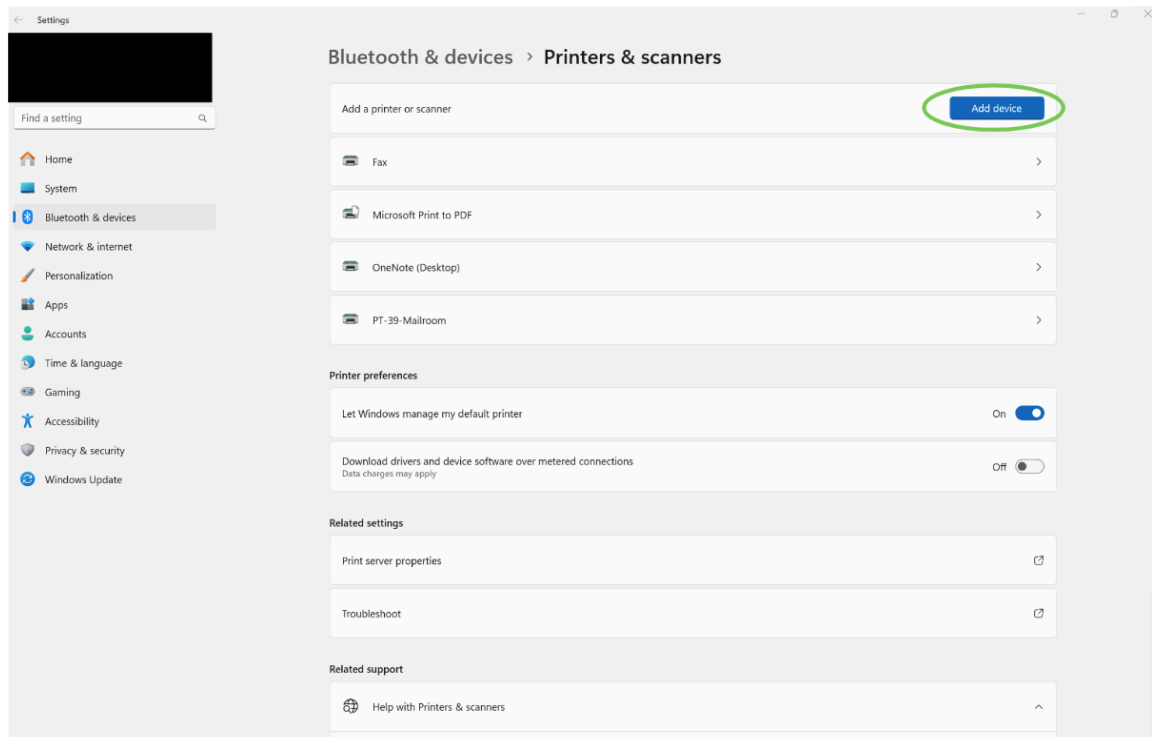 Settings
Find a setting
Home
System
Bluetooth & devices
Network & internet
Personalization
Apps
Accounts
Time & language
Gaming
Accessibility
Privacy & security
Windows Update
Bluetooth & devices > Printers & scanners
Add a printer or scanner
Add device
Fax
Microsoft Print to PDF
OneNote (Desktop)
PT-39-Mailroom
Printer preferences
Let Windows manage my default printer
On
Download drivers and device software over metered connections
Data charges may apply
Off
Related settings
Print server properties
Troubleshoot
Related support
Help with Printers & scanners